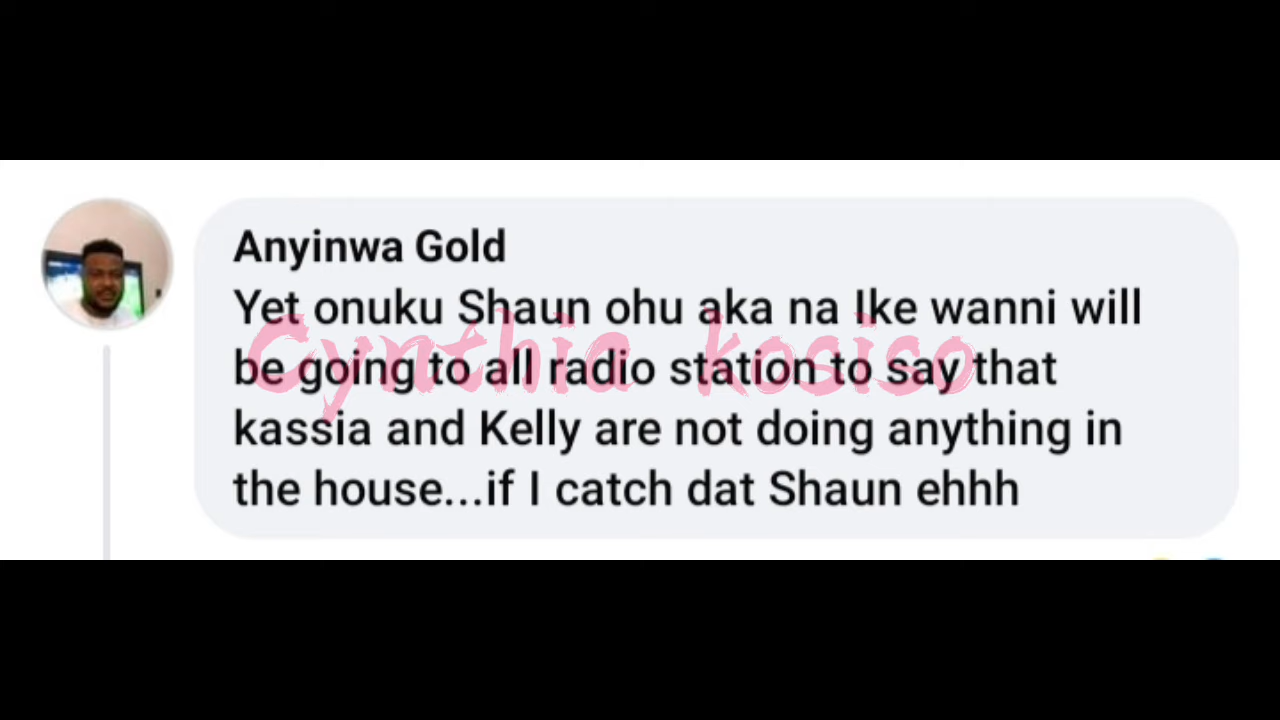 Anyinwa Gold
Yet onuku Shaun ohu aka na Ike wanni will
be going to all radio station to say that
kassia and Kelly are not doing anything in
the house...if I catch dat Shaun ehhh
Cynthia kosiso